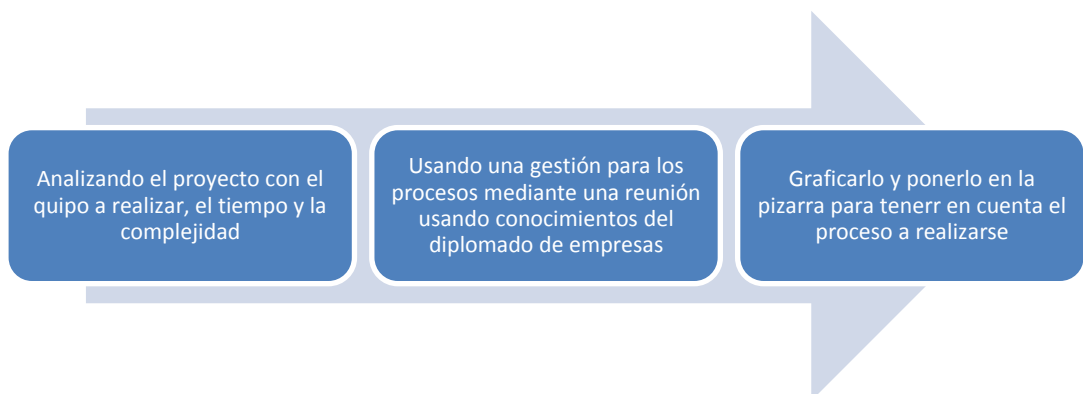 Analizando el proyecto con el
quipo a realizar, el tiempo y la
complejidad
Usando una gestión para los
procesos mediante una reunión
usando conocimientos del
diplomado de empresas
Graficarlo y ponerlo en la
pizarra para tenerr en cuenta el
proceso a realizarse